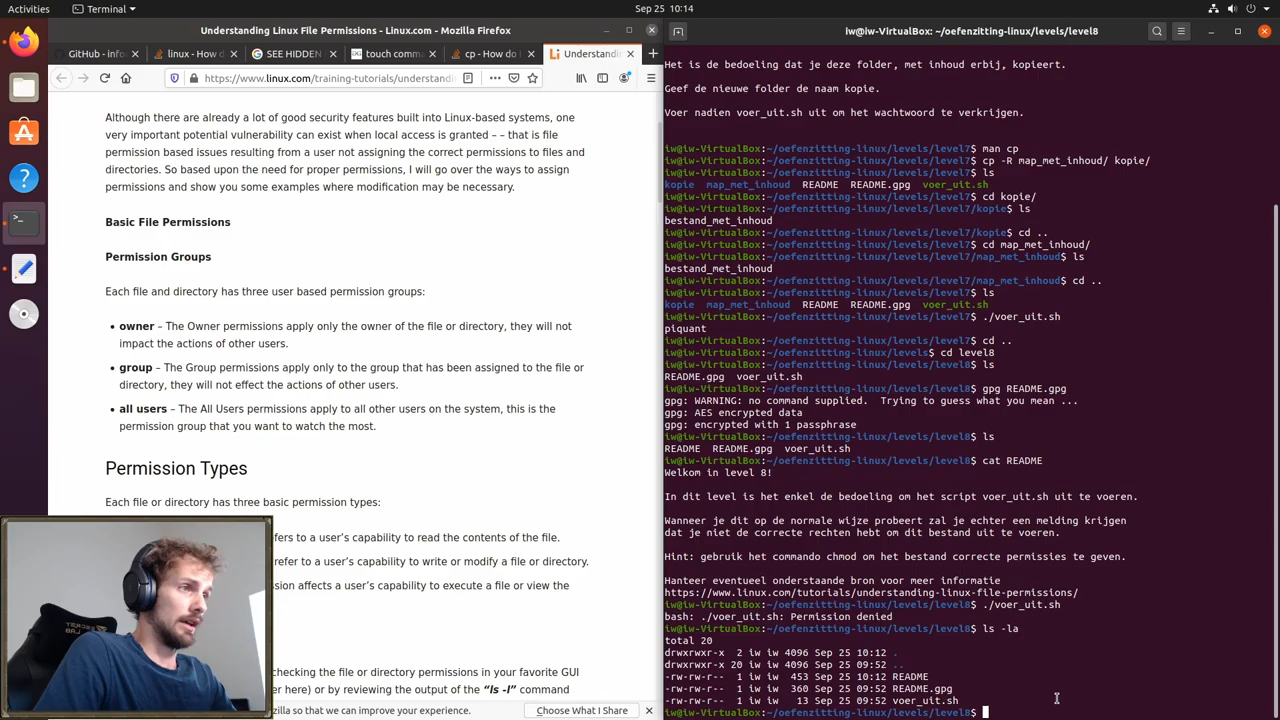 Activities
Terminal
Sep 25 10:14
Understanding Linux File Permissions - Linux.com — Mozilla Firefox
GitHub - info
linux - How d
SEE HIDDEN
touch comma
cp - How do I
Understandin
https://www.linux.com/training-tutorials/understandi
Although there are already a lot of good security features built into Linux-based systems, one
very important potential vulnerability can exist when local access is granted – – that is file
permission based issues resulting from a user not assigning the correct permissions to files and
directories. So based upon the need for proper permissions, I will go over the ways to assign
permissions and show you some examples where modification may be necessary.
Basic File Permissions
Permission Groups
Each file and directory has three user based permission groups:
• owner – The Owner permissions apply only the owner of the file or directory, they will not
impact the actions of other users.
• group – The Group permissions apply only to the group that has been assigned to the file or
directory, they will not effect the actions of other users.
• all users – The All Users permissions apply to all other users on the system, this is the
permission group that you want to watch the most.
Permission Types
Each file or directory has three basic permission types:
fers to a user's capability to read the contents of the file.
refer to a user's capability to write or modify a file or directory.
ssion affects a user's capability to execute a file or view the
checking the file or directory permissions in your favorite GUI
er here) or by reviewing the output of the “ls -l” command
zilla so that we can improve your experience.
Choose What I Share
iw@iw-VirtualBox: ~/oefenzitting-linux/levels/level8
Het is de bedoeling dat je deze folder, met inhoud erbij, kopieert.
Geef de nieuwe folder de naam kopie.
Voer nadien voer_uit.sh uit om het wachtwoord te verkrijgen.
iw@iw-VirtualBox:~/oefenzitting-linux/levels/level7$ man cp
iw@iw-VirtualBox:~/oefenzitting-linux/levels/level7$ cp -R map_met_inhoud/ kopie/
iw@iw-VirtualBox:~/oefenzitting-linux/levels/level7$ ls
kopie map_met_inhoud README README.gpg voer_uit.sh
iw@iw-VirtualBox:~/oefenzitting-linux/levels/level7$ cd kopie/
iw@iw-VirtualBox:~/oefenzitting-linux/levels/level7/kopie$ ls
bestand_met_inhoud
iw@iw-VirtualBox:~/oefenzitting-linux/levels/level7/kopie$ cd ..
iw@iw-VirtualBox:~/oefenzitting-linux/levels/level7$ cd map_met_inhoud/
iw@iw-VirtualBox:~/oefenzitting-linux/levels/level7/map_met_inhoud$ ls
bestand_met_inhoud
iw@iw-VirtualBox:~/oefenzitting-linux/levels/level7/map_met_inhoud$ cd ..
iw@iw-VirtualBox:~/oefenzitting-linux/levels/level7$ ls
kopie map_met_inhoud README README.gpg voer_uit.sh
iw@iw-VirtualBox:~/oefenzitting-linux/levels/level7$ ./voer_uit.sh
piquant
iw@iw-VirtualBox:~/oefenzitting-linux/levels/level7$ cd ..
iw@iw-VirtualBox:~/oefenzitting-linux/levels$ cd level8
iw@iw-VirtualBox:~/oefenzitting-linux/levels/level8$ ls
README.gpg voer_uit.sh
iw@iw-VirtualBox:~/oefenzitting-linux/levels/level8$ gpg README.gpg
gpg: WARNING: no command supplied. Trying to guess what you mean ...
gpg: AES encrypted data
gpg: encrypted with 1 passphrase
iw@iw-VirtualBox:~/oefenzitting-linux/levels/level8$ ls
README README.gpg voer_uit.sh
iw@iw-VirtualBox:~/oefenzitting-linux/levels/level8$ cat README
Welkom in level 8!
In dit level is het enkel de bedoeling om het script voer_uit.sh uit te voeren.
Wanneer je dit op de normale wijze probeert zal je echter een melding krijgen
dat je niet de correcte rechten hebt om dit bestand uit te voeren.
Hint: gebruik het commando chmod om het bestand correcte permissies te geven.
Hanteer eventueel onderstaande bron voor meer informatie
https://www.linux.com/tutorials/understanding-linux-file-permissions/
iw@iw-VirtualBox:~/oefenzitting-linux/levels/level8$ ./voer_uit.sh
bash: ./voer_uit.sh: Permission denied
iw@iw-VirtualBox:~/oefenzitting-linux/levels/level8$ ls -la
total 20
drwxrwxr-x 2 iw iw 4096 Sep 25 10:12 .
drwxrwxr-x 20 iw iw 4096 Sep 25 09:52 ..
-rw-rw-r-- 1 iw iw 453 Sep 25 10:12 README
-rw-rw-r-- 1 iw iw 360 Sep 25 09:52 README.gpg
-rw-rw-r-- 1 iw iw 13 Sep 25 09:52 voer_uit.sh
iw@iw-VirtualBox:~/oefenzitting-linux/levels/level8$